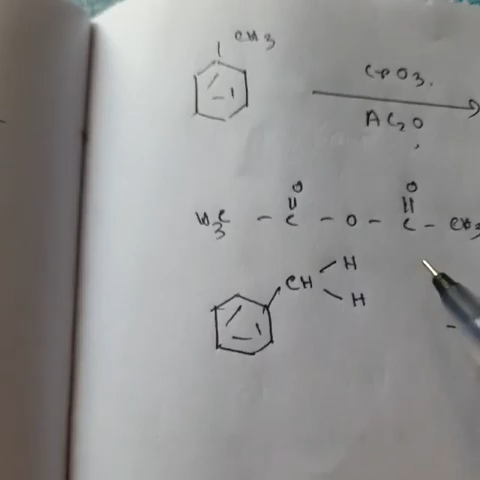 CH3
CrO3.
AC2O,
O O
H3C - C - O - C - CH3
CH H
H